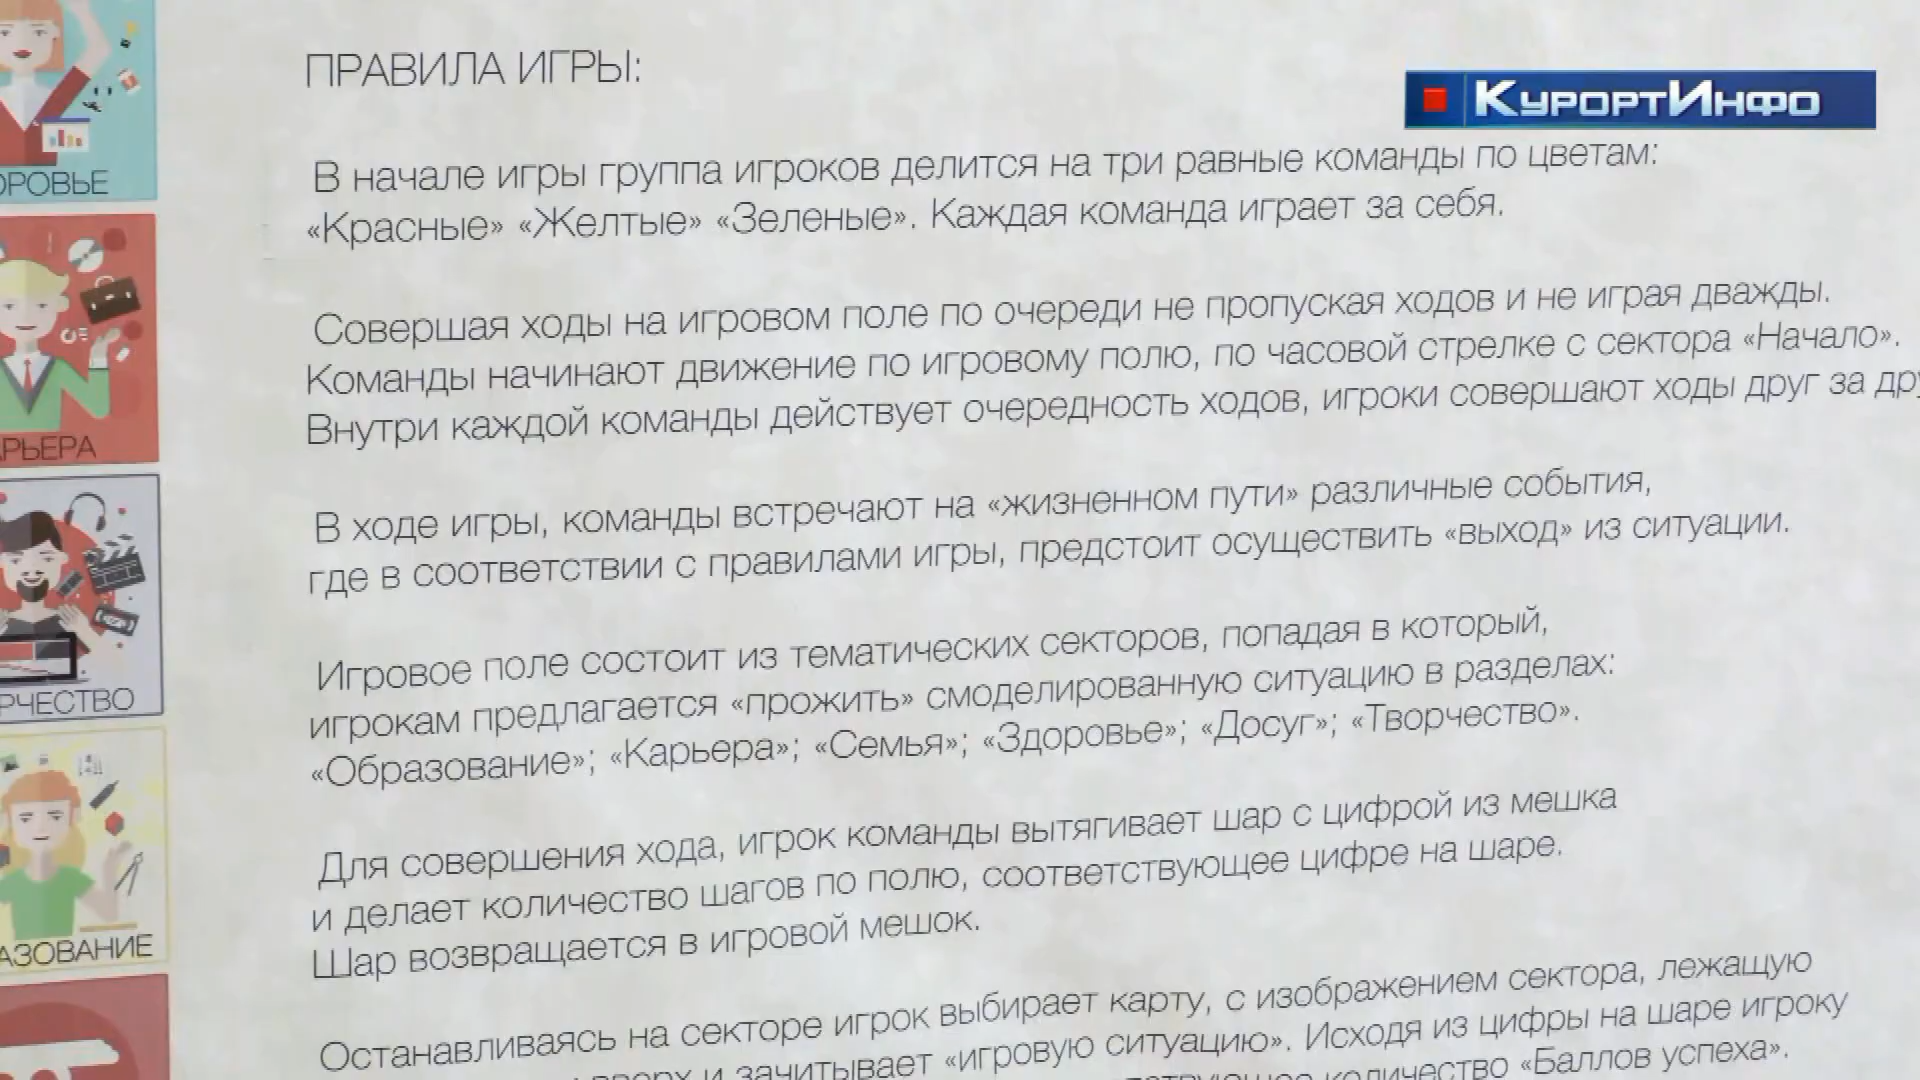 ПРАВИЛА ИГРЫ:
КурортИнфо
В начале игры группа игроков делится на три равные команды по цветам:
«Красные» «Желтые» «Зеленые». Каждая команда играет за себя.
Совершая ходы на игровом поле по очереди не пропуская ходов и не играя дважды.
Команды начинают движение по игровому полю, по часовой стрелке с сектора «Начало».
Внутри каждой команды действует очередность ходов, игроки совершают ходы друг за
В ходе игры, команды встречают на «жизненном пути» различные события,
где в соответствии с правилами игры, предстоит осуществить «выход» из ситуации.
Игровое поле состоит из тематических секторов, попадая в который,
игрокам предлагается «прожить» смоделированную ситуацию в разделах:
«Образование»; «Карьера»; «Семья»; «Здоровье»; «Досуг»; «Творчество».
Для совершения хода, игрок команды вытягивает шар с цифрой из мешка
и делает количество шагов по полю, соответствующее цифре на шаре.
Шар возвращается в игровой мешок.
Останавливаясь на секторе игрок выбирает карту, с изображением сектора, лежащую
вверх и зачитывает «игровую ситуацию». Исходя из цифры на шаре игроку
количество «Баллов успеха».
ОРОВЬЕ
АРЬЕРА
РЧЕСТВО
АЗОВАНИЕ